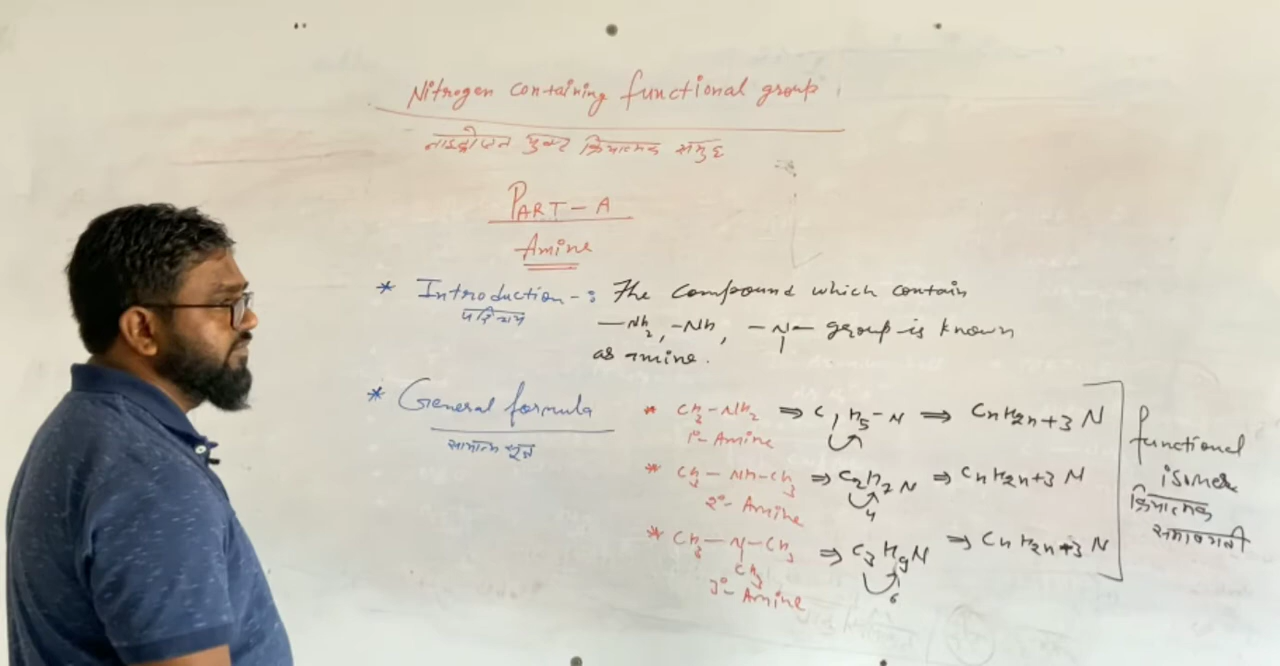 Nitrogen containing functional group
नाइट्रोजन युक्त क्रियात्मक समुह
PART-A
Amine
* Introduction -: The compound which contain
परिचय
—NH2, -NH, —N— group is known
as amine.
* General formula
सामान्य सूत्र
* CH3-NH2 ⇒ C1H5-N ⇒ CnH2n+3 N
1°- Amine
* CH3 — NH-CH3 ⇒ C2H7N ⇒ CnH2n+3 N
4
2°- Amine
* CH3 — N-CH3 ⇒ C3H9N ⇒ CnH2n+3 N
CH3
6
3°- Amine
functional
isomer
क्रियात्मक
समावयवी